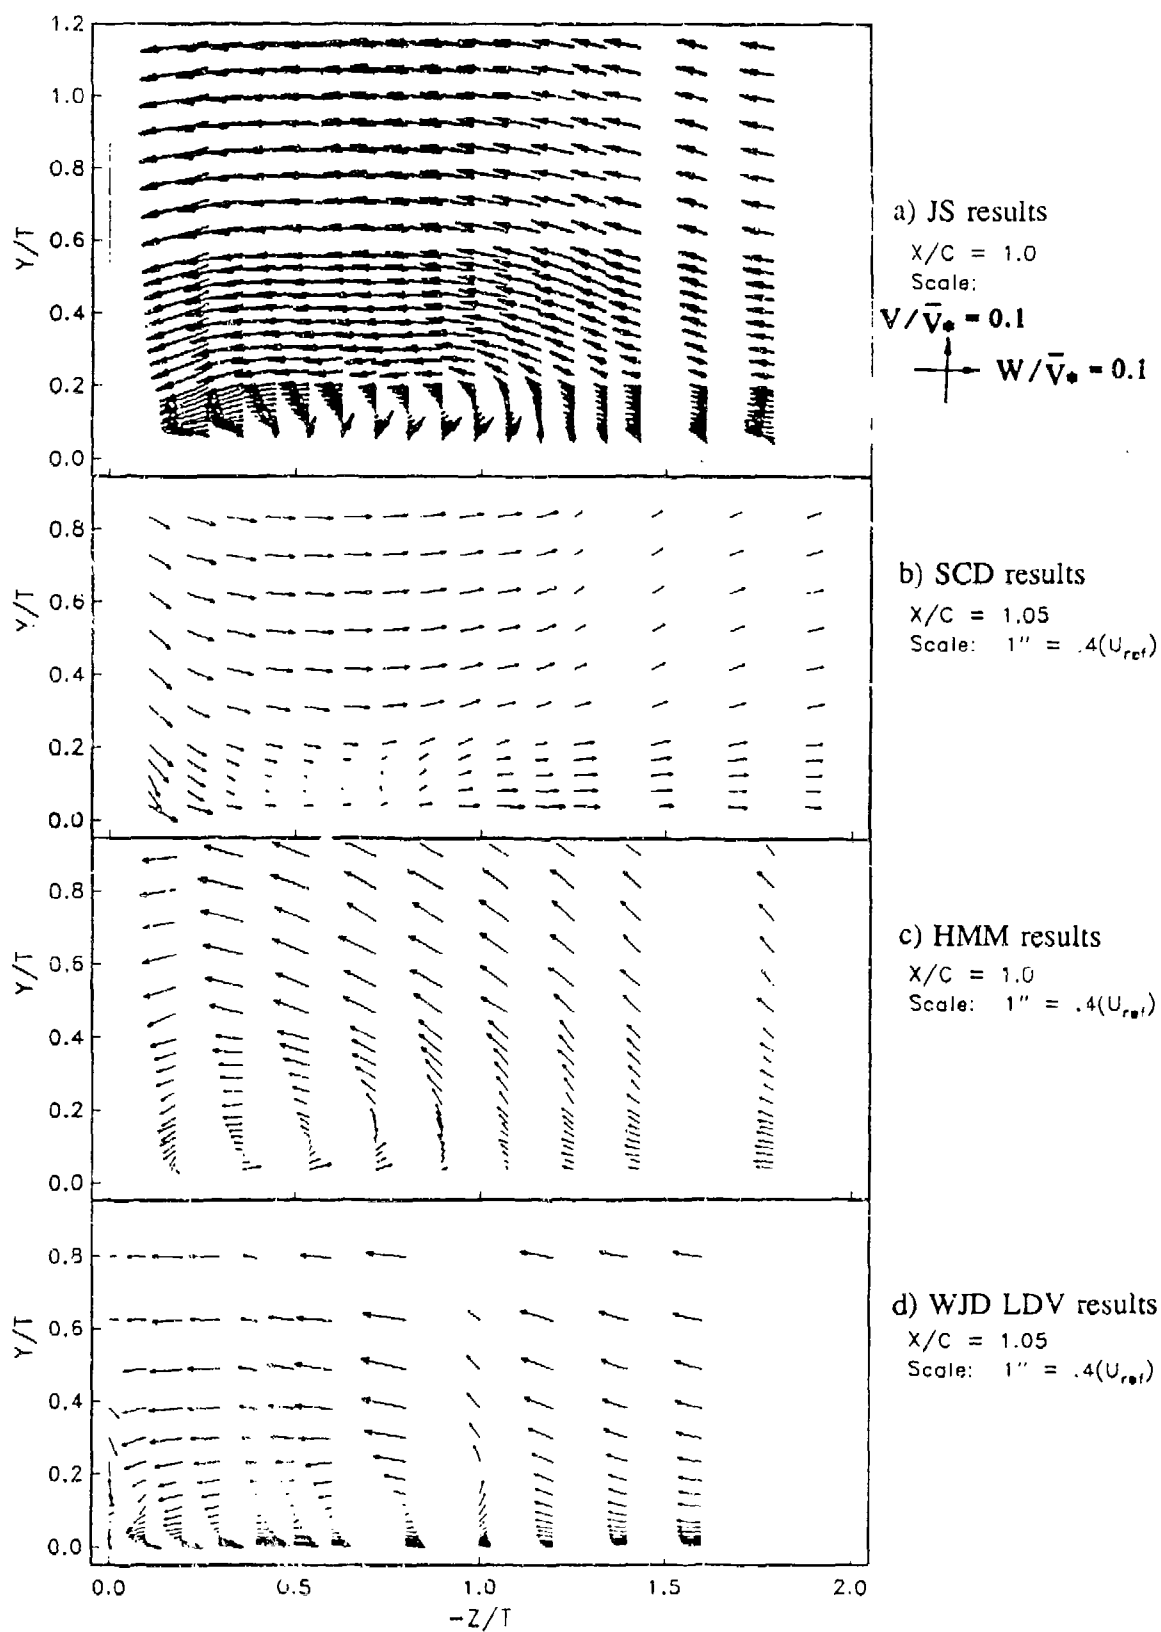 1.2
1.0
0.8
0.6
0.4
0.2
0.0
Y/T
a) JS results
X/C = 1.0
Scale:
V/V̄* = 0.1
W/V̄* = 0.1
0.8
0.6
0.4
0.2
0.0
Y/T
b) SCD results
X/C = 1.05
Scale: 1" = .4(Uref)
0.8
0.6
0.4
0.2
0.0
Y/T
c) HMM results
X/C = 1.0
Scale: 1" = .4(Uref)
0.8
0.6
0.4
0.2
0.0
Y/T
d) WJD LDV results
X/C = 1.05
Scale: 1" = .4(Uref)
0.0 0.5 1.0 1.5 2.0
-Z/T